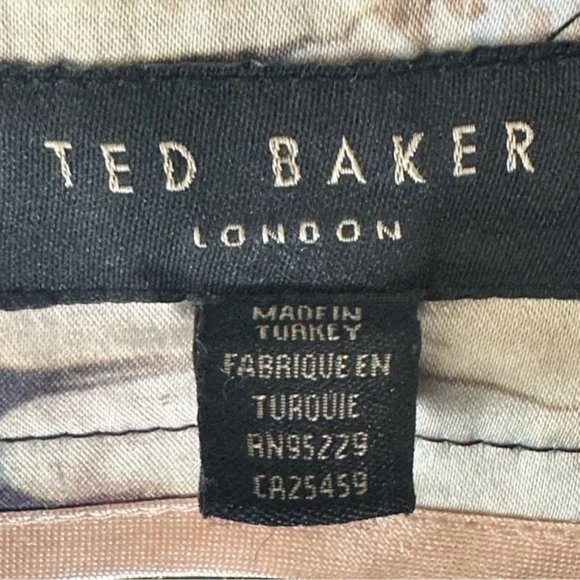 TED BAKER
LONDON
MADE IN
TURKEY
FABRIQUE EN
TURQUIE
RN95229
CA25459